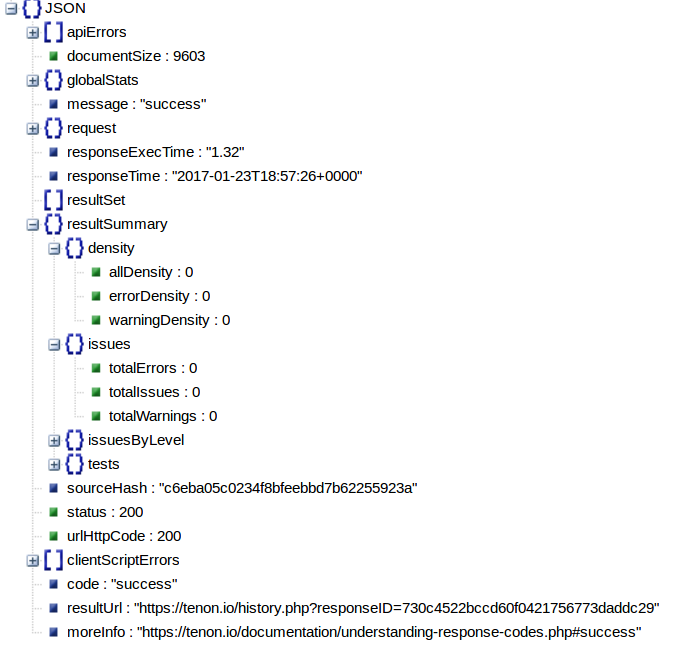 JSON
apiErrors
documentSize : 9603
globalStats
message : "success"
request
responseExecTime : "1.32"
responseTime : "2017-01-23T18:57:26+0000"
resultSet
resultSummary
density
allDensity : 0
errorDensity : 0
warningDensity : 0
issues
totalErrors : 0
totalIssues : 0
totalWarnings : 0
issuesByLevel
tests
sourceHash : "c6eba05c0234f8bfeebbd7b62255923a"
status : 200
urlHttpCode : 200
clientScriptErrors
code : "success"
resultUrl : "https://tenon.io/history.php?responseID=730c4522bccd60f0421756773daddc29"
moreInfo : "https://tenon.io/documentation/understanding-response-codes.php#success"